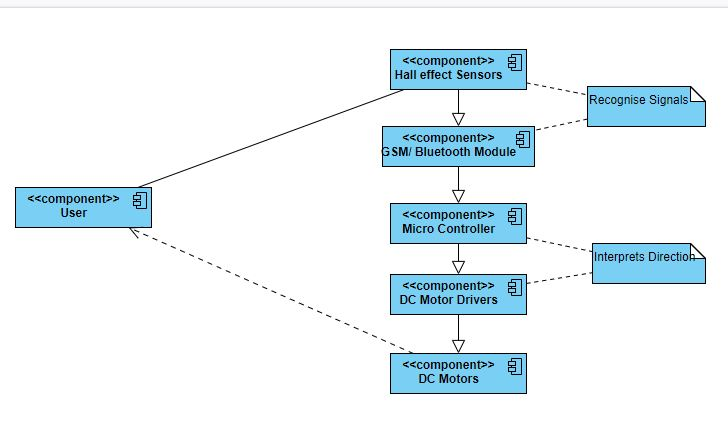 <<component>>
Hall effect Sensors
Recognise Signals
<<component>>
GSM/ Bluetooth Module
<<component>>
User
<<component>>
Micro Controller
Interprets Direction
<<component>>
DC Motor Drivers
<<component>>
DC Motors